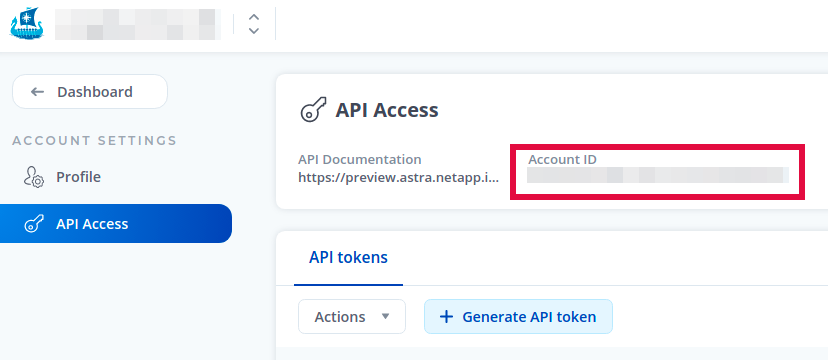 Dashboard
ACCOUNT SETTINGS
Profile
API Access
API Access
API Documentation
https://preview.astra.netapp.i...
Account ID
API tokens
Actions
+ Generate API token